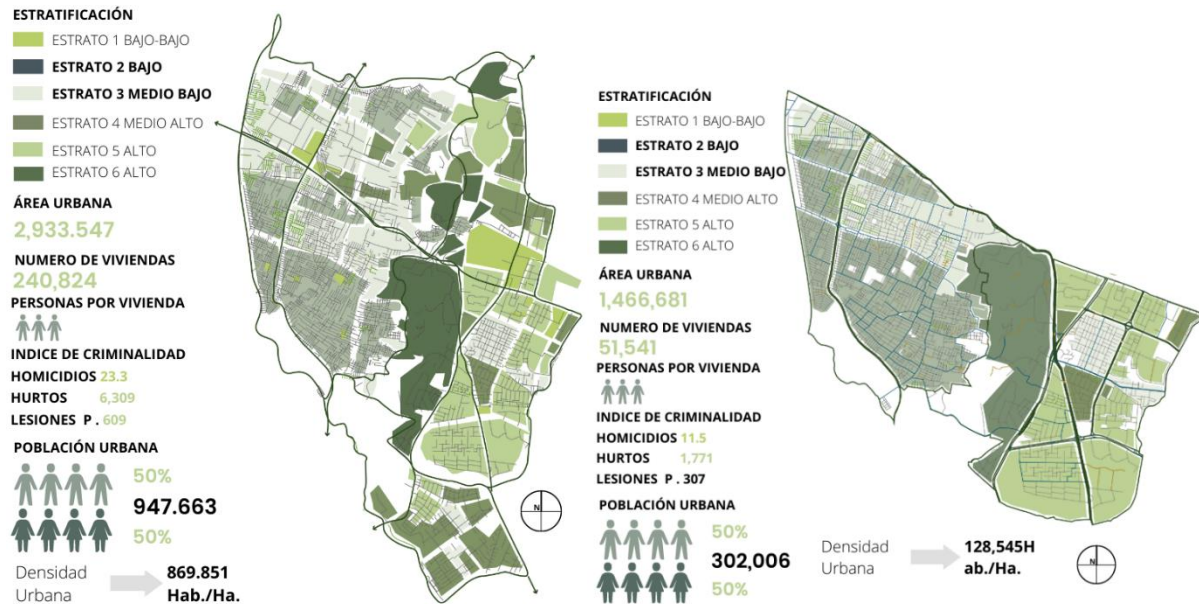 ESTRATIFICACIÓN
ESTRATO 1 BAJO-BAJO
ESTRATO 2 BAJO
ESTRATO 3 MEDIO BAJO
ESTRATO 4 MEDIO ALTO
ESTRATO 5 ALTO
ESTRATO 6 ALTO
ÁREA URBANA
2,933.547
NUMERO DE VIVIENDAS
240,824
PERSONAS POR VIVIENDA
INDICE DE CRIMINALIDAD
HOMICIDIOS 23.3
HURTOS 6,309
LESIONES P . 609
POBLACIÓN URBANA
50%
947.663
50%
Densidad
Urbana
869.851
Hab./Ha.
N
ESTRATIFICACIÓN
ESTRATO 1 BAJO-BAJO
ESTRATO 2 BAJO
ESTRATO 3 MEDIO BAJO
ESTRATO 4 MEDIO ALTO
ESTRATO 5 ALTO
ESTRATO 6 ALTO
ÁREA URBANA
1,466,681
NUMERO DE VIVIENDAS
51,541
PERSONAS POR VIVIENDA
INDICE DE CRIMINALIDAD
HOMICIDIOS 11.5
HURTOS 1,771
LESIONES P . 307
POBLACIÓN URBANA
50%
302,006
50%
Densidad
Urbana
128,545H
ab./Ha.
N